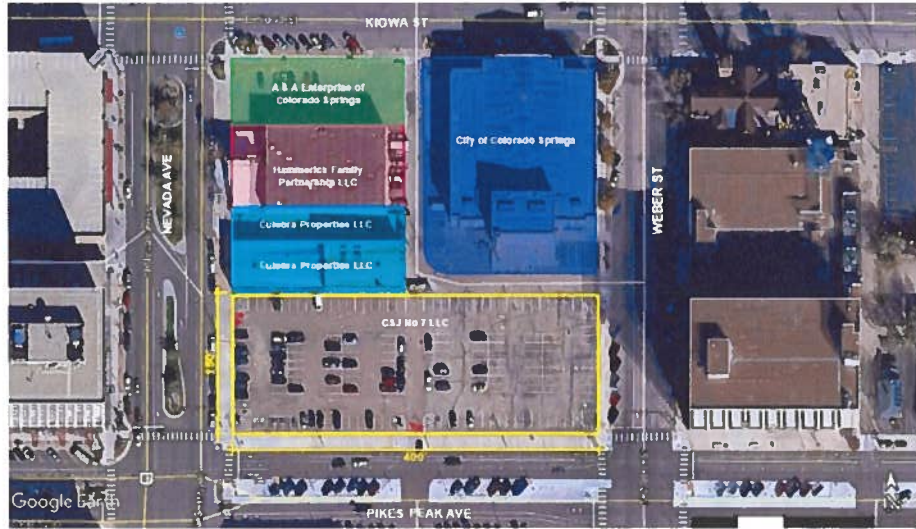 KIOWA ST
A & A Enterprise of
Colorado Springs
City of Colorado Springs
Family
Partnership LLC
NEVADA AVE
WEBER ST
Culebra Properties LLC
Culebra Properties LLC
C&J No 7 LLC
400
Google Earth
PIKES PEAK AVE